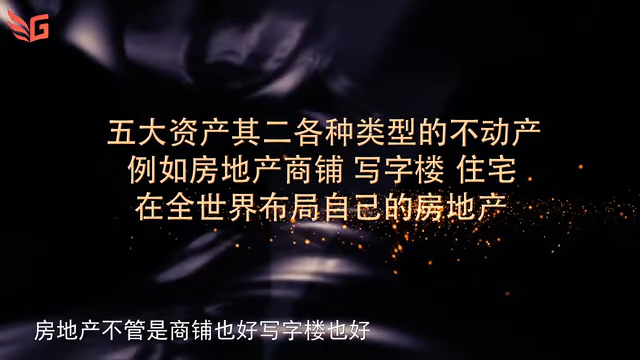 G
五大资产其二各种类型的不动产
例如房地产商铺 写字楼 住宅
在全世界布局自己的房地产
房地产不管是商铺也好写字楼也好